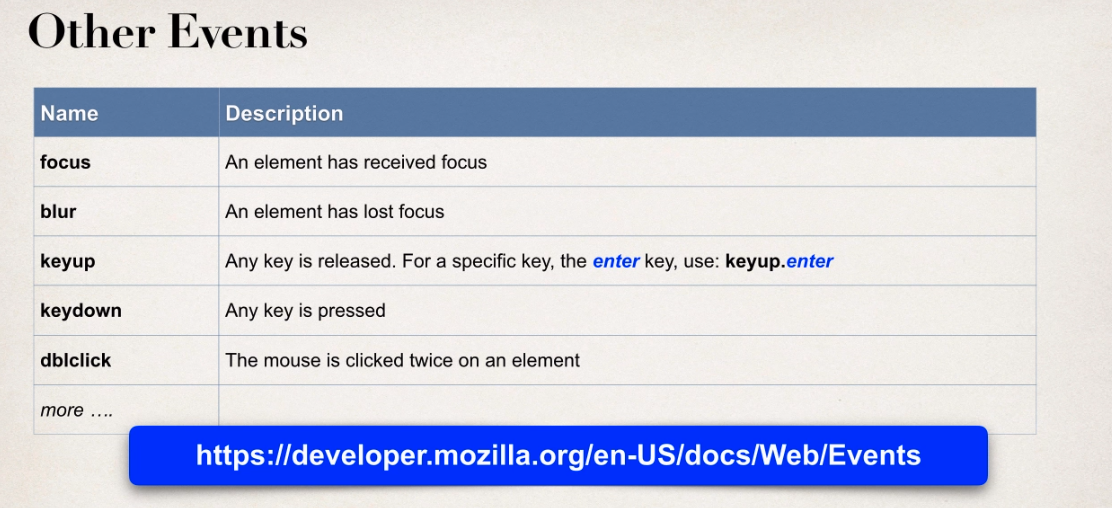 Other Events
Name Description
focus An element has received focus
blur An element has lost focus
keyup Any key is released. For a specific key, the enter key, use: keyup.enter
keydown Any key is pressed
dblclick The mouse is clicked twice on an element
more ….
https://developer.mozilla.org/en-US/docs/Web/Events